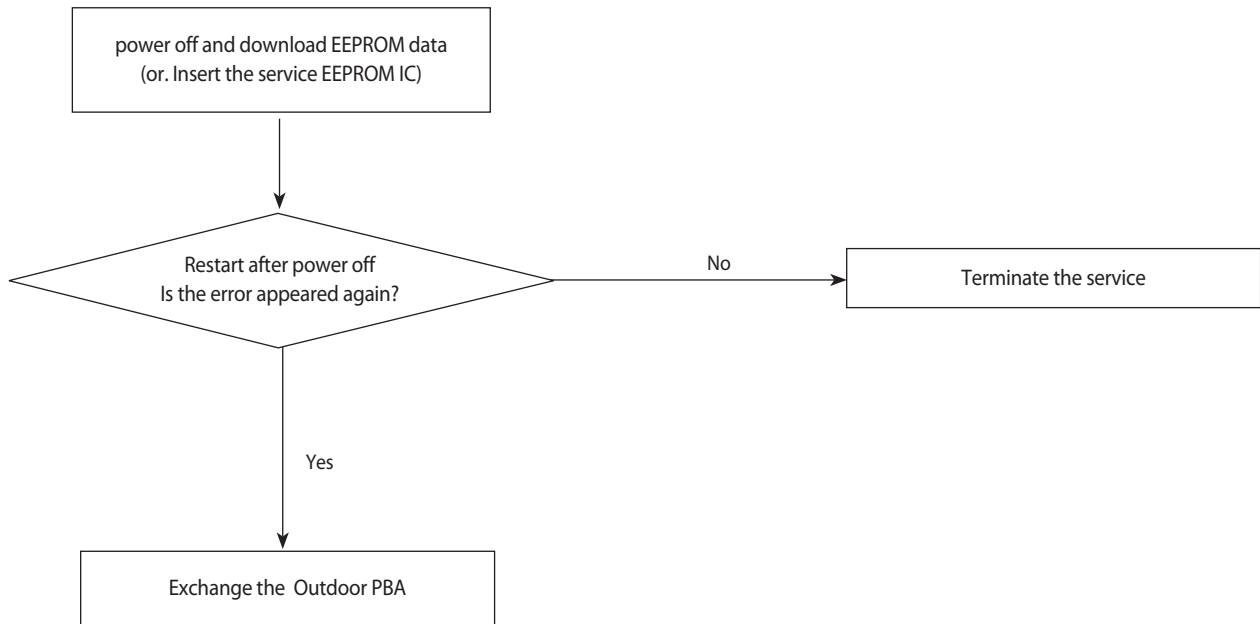 power off and download EEPROM data
(or. Insert the service EEPROM IC)
Restart after power off
Is the error appeared again?
No
Terminate the service
Yes
Exchange the Outdoor PBA